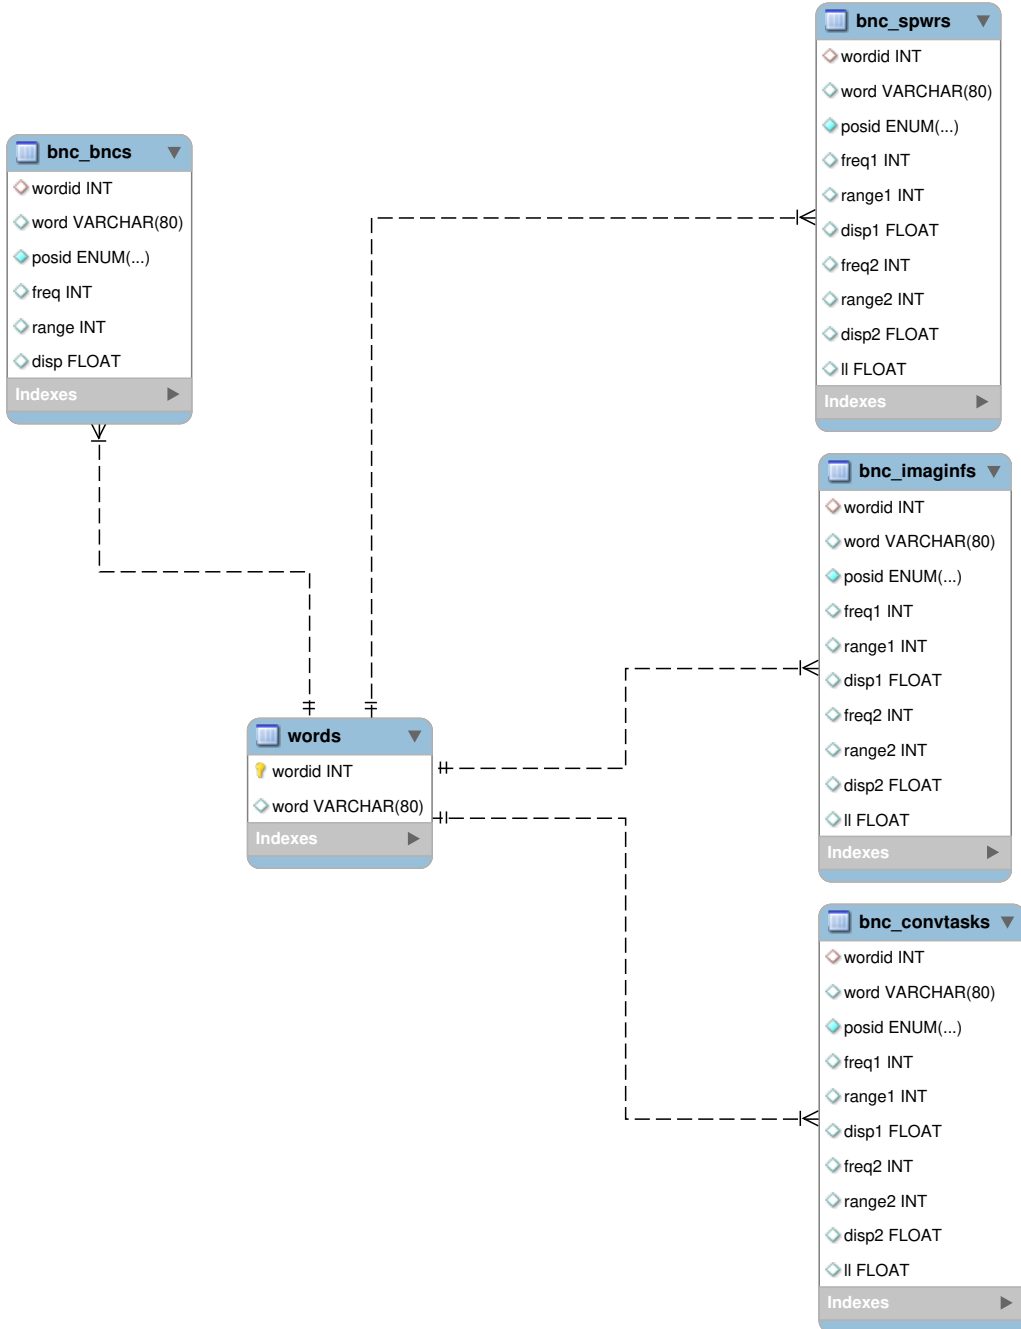 bnc_spwrs
wordid INT
word VARCHAR(80)
posid ENUM(...)
freq1 INT
range1 INT
disp1 FLOAT
freq2 INT
range2 INT
disp2 FLOAT
ll FLOAT
Indexes
bnc_bncs
wordid INT
word VARCHAR(80)
posid ENUM(...)
freq INT
range INT
disp FLOAT
Indexes
bnc_imaginfs
wordid INT
word VARCHAR(80)
posid ENUM(...)
freq1 INT
range1 INT
disp1 FLOAT
freq2 INT
range2 INT
disp2 FLOAT
ll FLOAT
Indexes
words
wordid INT
word VARCHAR(80)
Indexes
bnc_convtasks
wordid INT
word VARCHAR(80)
posid ENUM(...)
freq1 INT
range1 INT
disp1 FLOAT
freq2 INT
range2 INT
disp2 FLOAT
ll FLOAT
Indexes